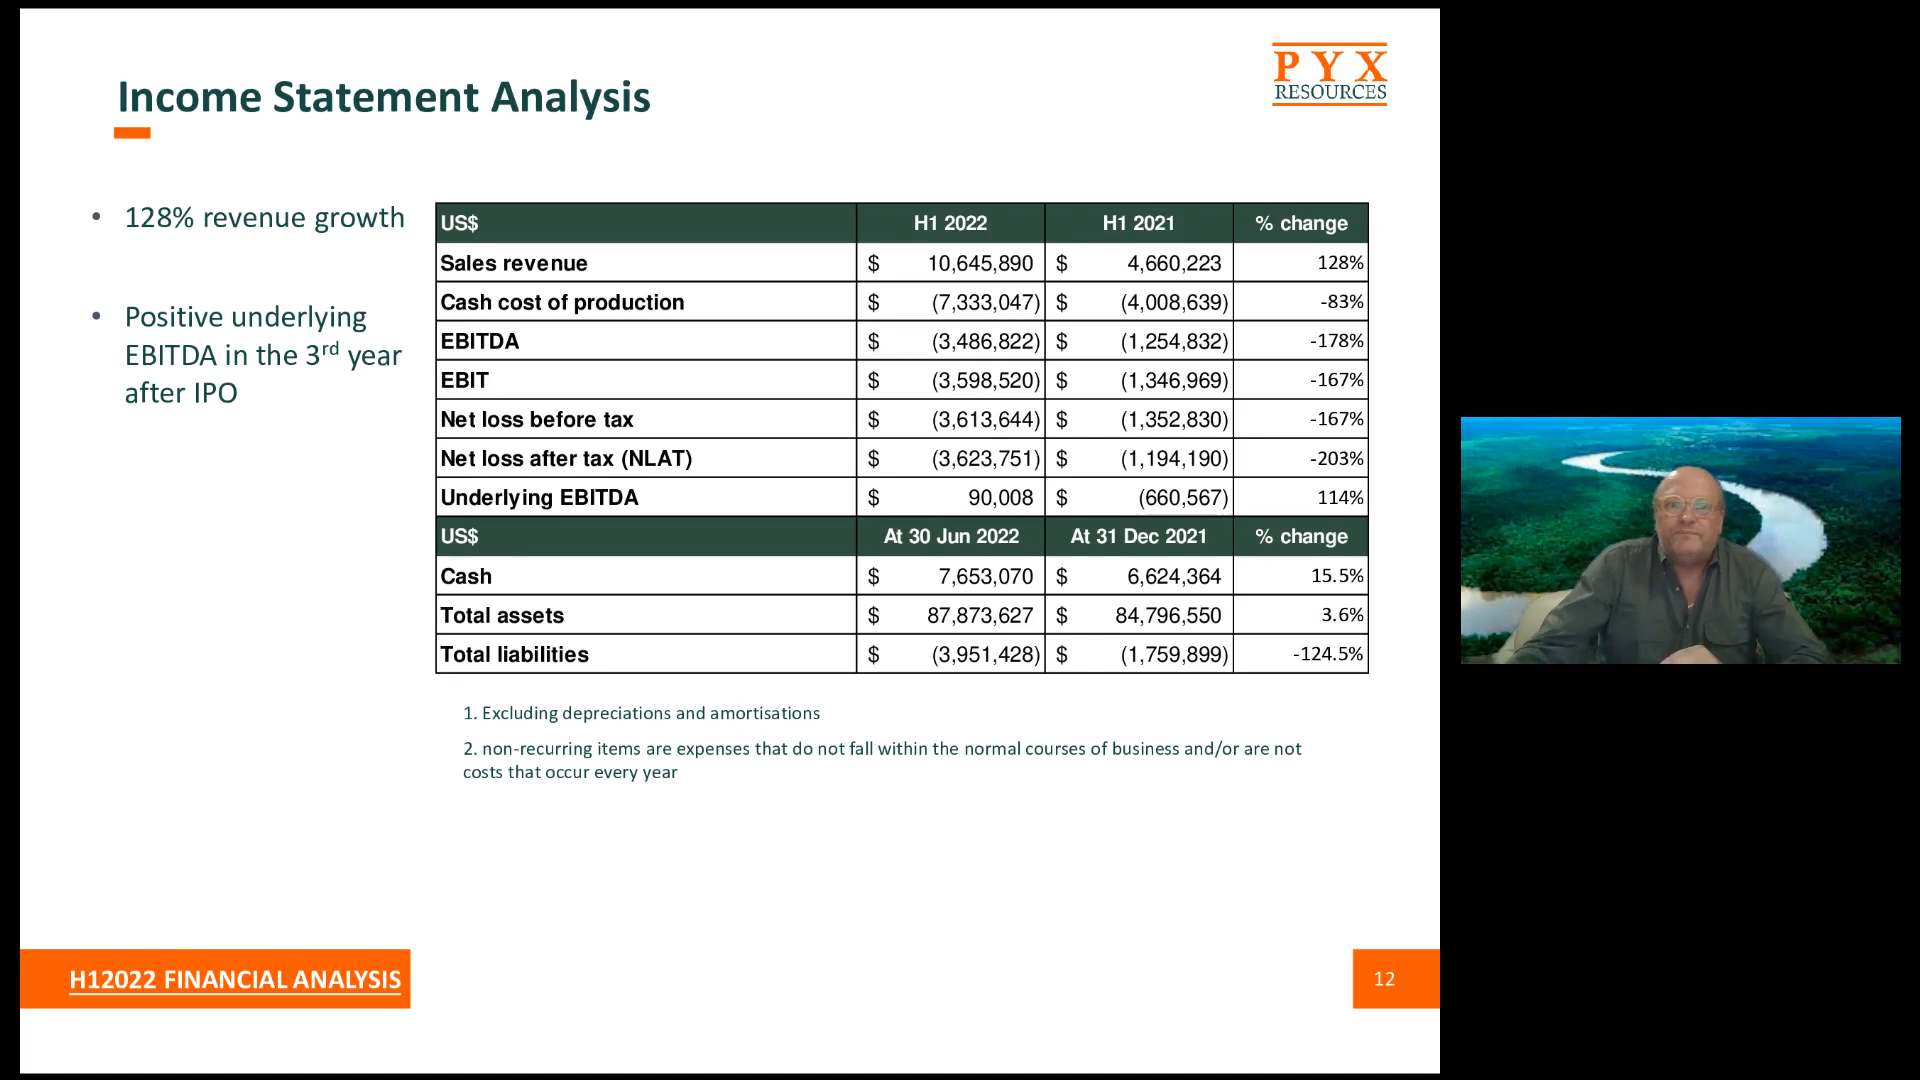 PYX
RESOURCES
Income Statement Analysis
• 128% revenue growth
• Positive underlying
EBITDA in the 3rd year
after IPO
US$ H1 2022 H1 2021 % change
Sales revenue $ 10,645,890 $ 4,660,223 128%
Cash cost of production $ (7,333,047) $ (4,008,639) -83%
EBITDA $ (3,486,822) $ (1,254,832) -178%
EBIT $ (3,598,520) $ (1,346,969) -167%
Net loss before tax $ (3,613,644) $ (1,352,830) -167%
Net loss after tax (NLAT) $ (3,623,751) $ (1,194,190) -203%
Underlying EBITDA $ 90,008 $ (660,567) 114%
US$ At 30 Jun 2022 At 31 Dec 2021 % change
Cash $ 7,653,070 $ 6,624,364 15.5%
Total assets $ 87,873,627 $ 84,796,550 3.6%
Total liabilities $ (3,951,428) $ (1,759,899) -124.5%
1. Excluding depreciations and amortisations
2. non-recurring items are expenses that do not fall within the normal courses of business and/or are not
costs that occur every year
H12022 FINANCIAL ANALYSIS
12